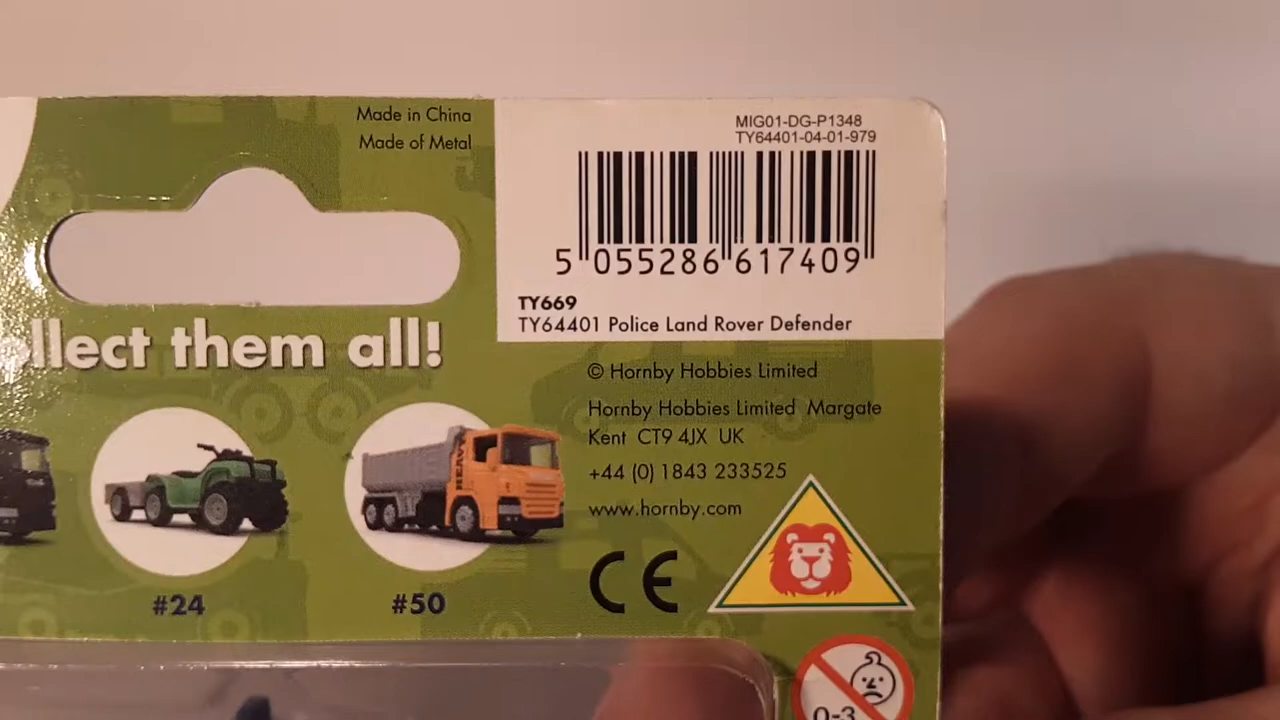 Made in China
Made of Metal
MIG01-DG-P1348
TY64401-04-01-979
5 055286 617409
TY669
TY64401 Police Land Rover Defender
llect them all!
© Hornby Hobbies Limited
Hornby Hobbies Limited Margate
Kent CT9 4JX UK
+44 (0) 1843 233525
www.hornby.com
CE
#24
#50
0-3